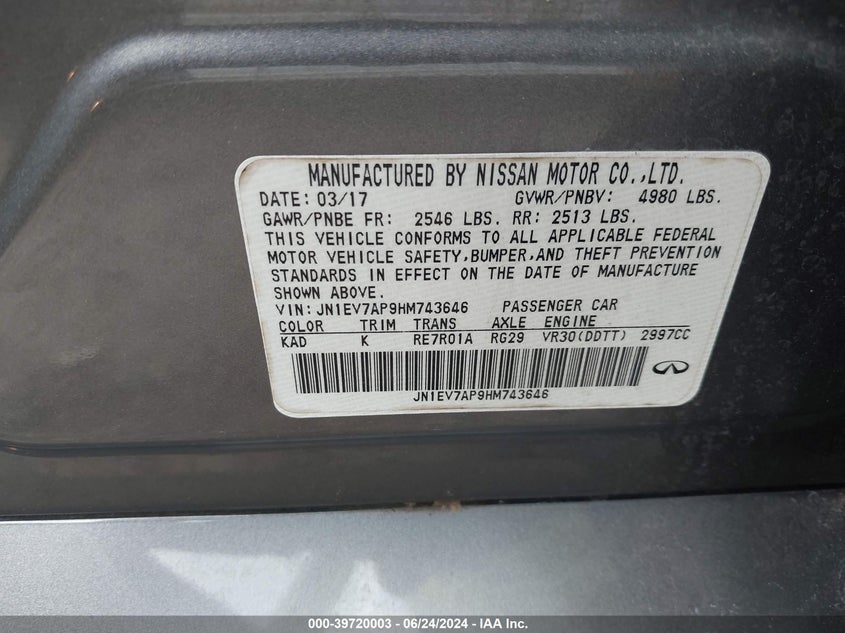 MANUFACTURED BY NISSAN MOTOR CO.,LTD.
DATE: 03/17 GVWR/PNBV: 4980 LBS.
GAWR/PNBE FR: 2546 LBS. RR: 2513 LBS.
THIS VEHICLE CONFORMS TO ALL APPLICABLE FEDERAL
MOTOR VEHICLE SAFETY,BUMPER,AND THEFT PREVENTION
STANDARDS IN EFFECT ON THE DATE OF MANUFACTURE
SHOWN ABOVE.
VIN:JN1EV7AP9HM743646 PASSENGER CAR
COLOR TRIM TRANS AXLE ENGINE
KAD K RE7R01A RG29 VR30(DDTT) 2997CC
JN1EV7AP9HM743646
000-39720003 - 06/24/2024 - IAA Inc.